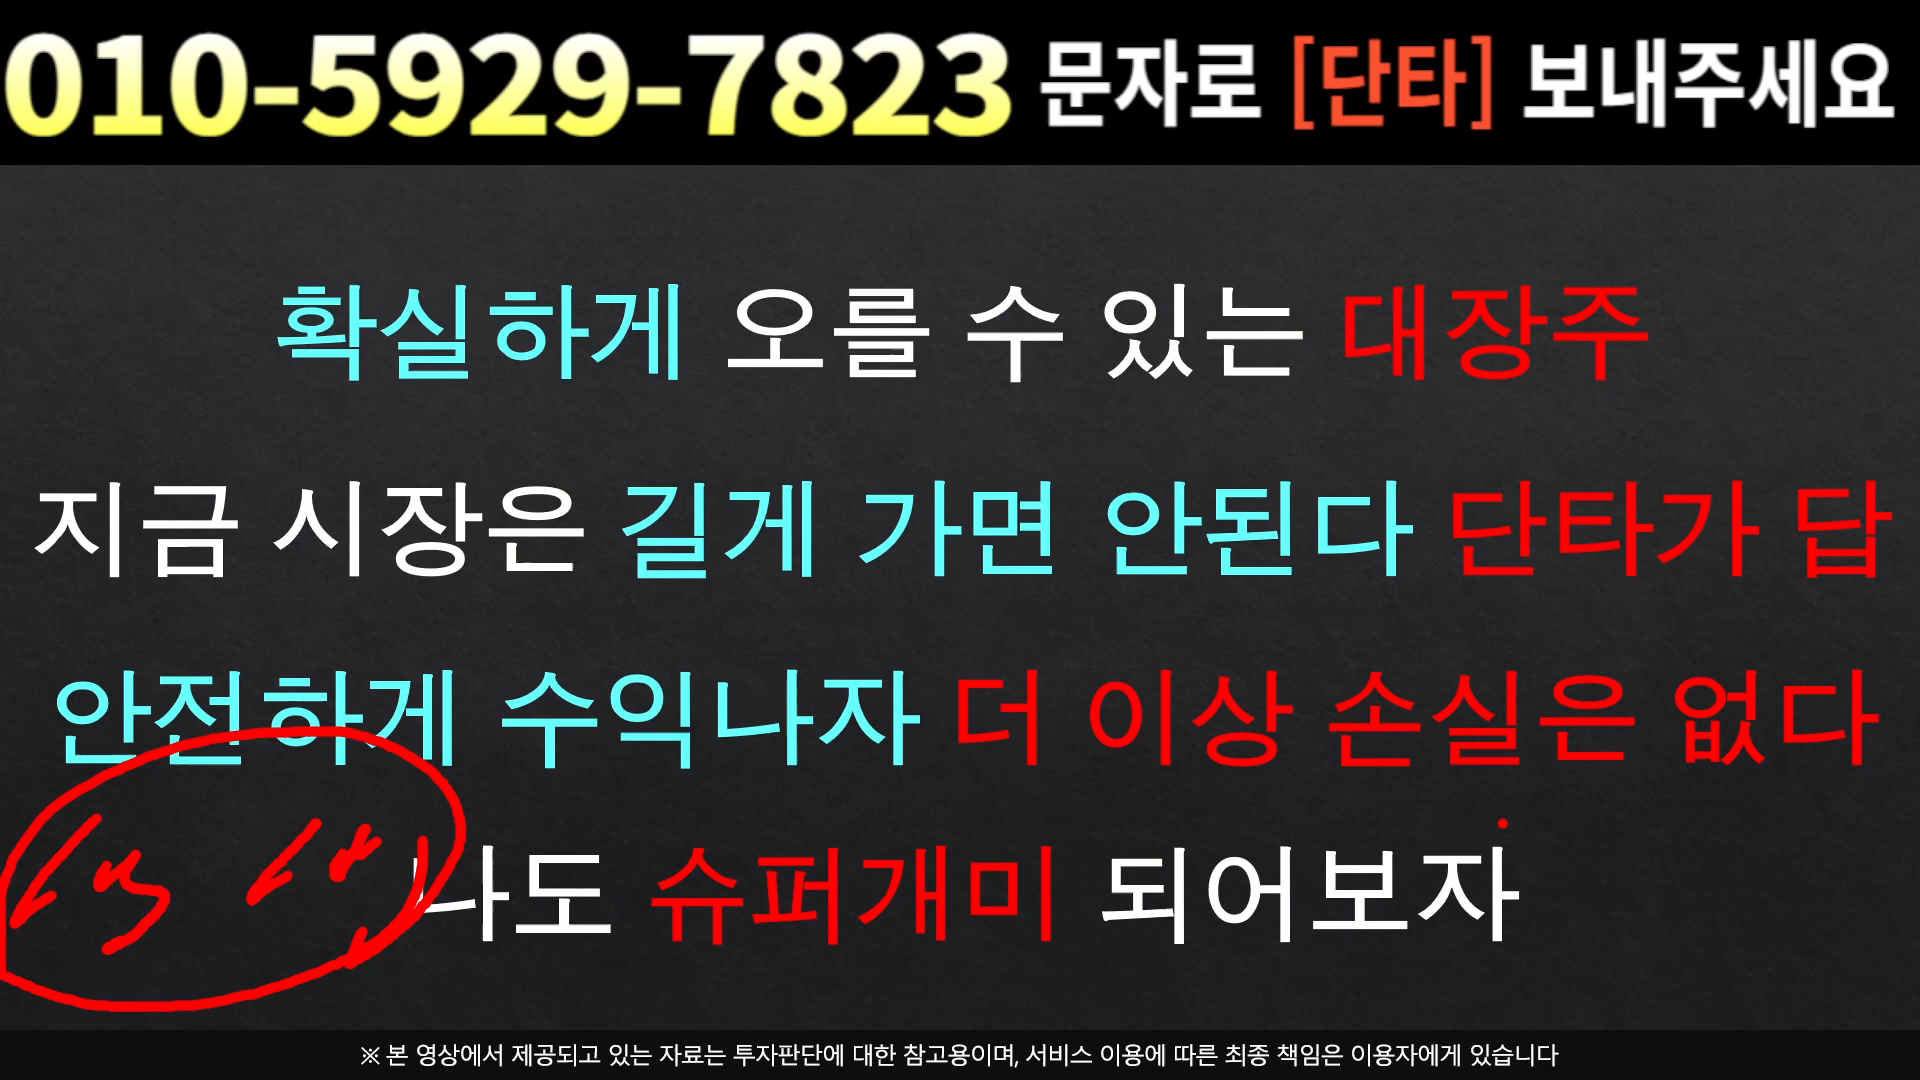 010-5929-7823 문자로 [단타] 보내주세요
확실하게 오를 수 있는 대장주
지금 시장은 길게 가면 안된다 단타가 답
안전하게 수익나자 더 이상 손실은 없다
나도 슈퍼개미 되어보자
※ 본 영상에서 제공되고 있는 자료는 투자판단에 대한 참고용이며, 서비스 이용에 따른 최종 책임은 이용자에게 있습니다